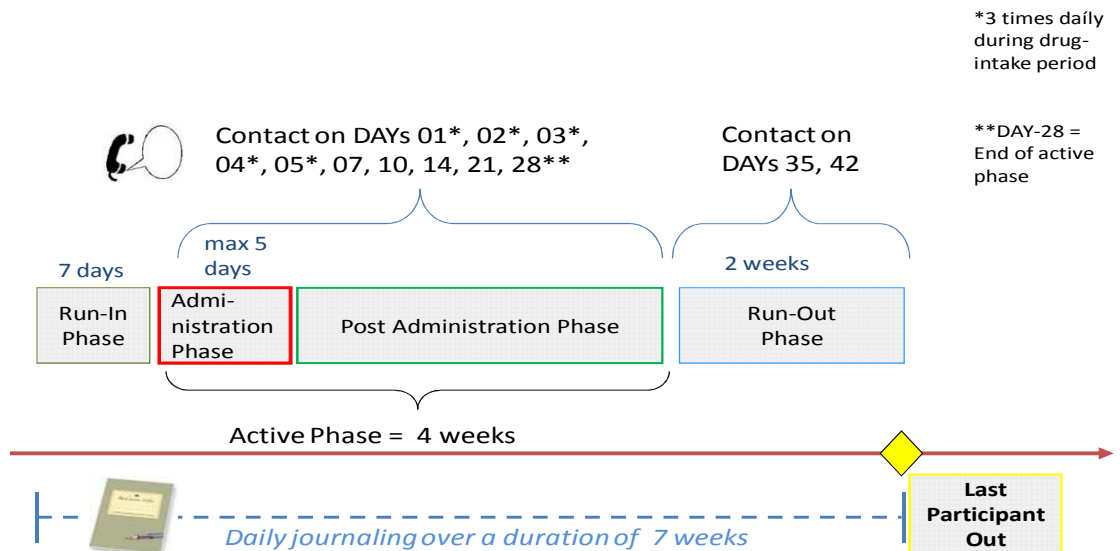 *3 times daíly
during drug-
intake period
Contact on DAYs 01*, 02*, 03*,
04*, 05*, 07, 10, 14, 21, 28**
Contact on
DAYs 35, 42
**DAY-28 =
End of active
phase
7 days
max 5
days
2 weeks
Run-In
Phase
Admi-
nistration
Phase
Post Administration Phase
Run-Out
Phase
Active Phase = 4 weeks
Daily journaling over a duration of 7 weeks
Last
Participant
Out